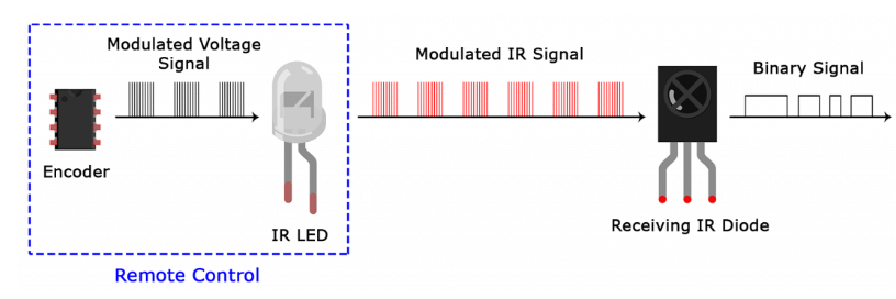 Modulated Voltage
Signal
Modulated IR Signal
Binary Signal
Encoder
IR LED
Receiving IR Diode
Remote Control